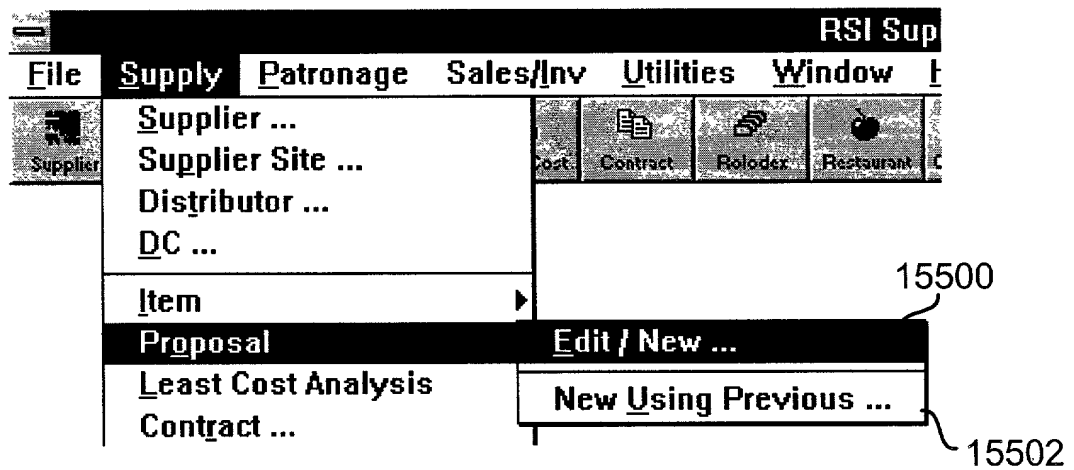 RSI Sup
File Supply Patronage Sales/Inv Utilities Window H
Supplier Cost Contract Rolodex Restaurant
Supplier ...
Supplier Site ...
Distributor ...
DC ...
Item
Proposal
Least Cost Analysis
Contract ...
15500
Edit / New ...
New Using Previous ...
15502